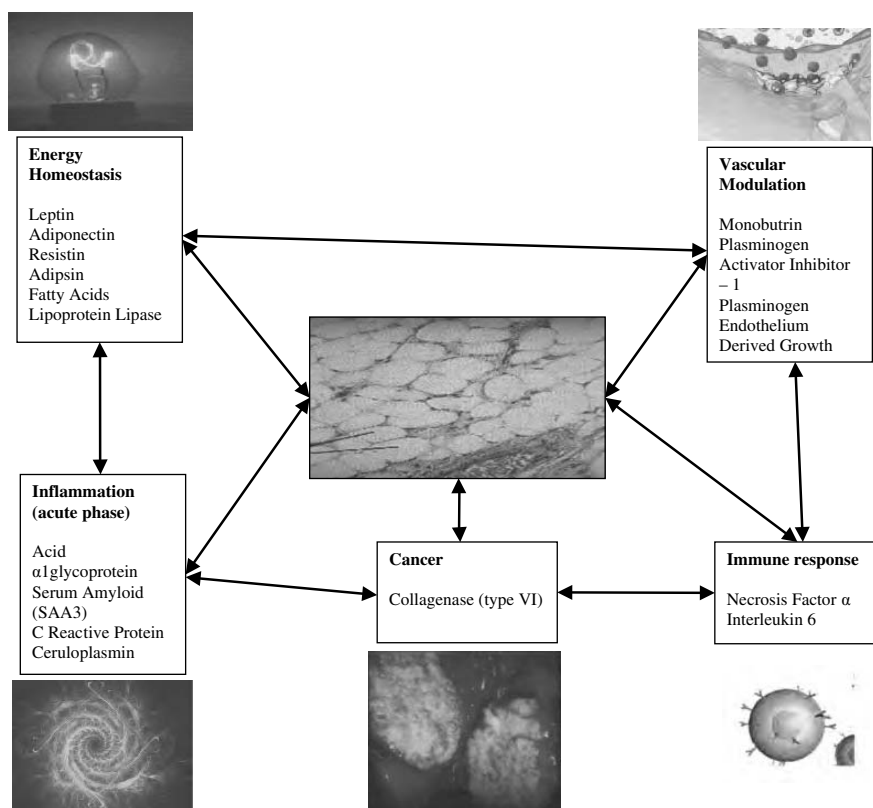 Energy
Homeostasis
Leptin
Adiponectin
Resistin
Adipsin
Fatty Acids
Lipoprotein Lipase
Vascular
Modulation
Monobutrin
Plasminogen
Activator Inhibitor
– 1
Plasminogen
Endothelium
Derived Growth
Inflammation
(acute phase)
Acid
α1glycoprotein
Serum Amyloid
(SAA3)
C Reactive Protein
Ceruloplasmin
Cancer
Collagenase (type VI)
Immune response
Necrosis Factor α
Interleukin 6